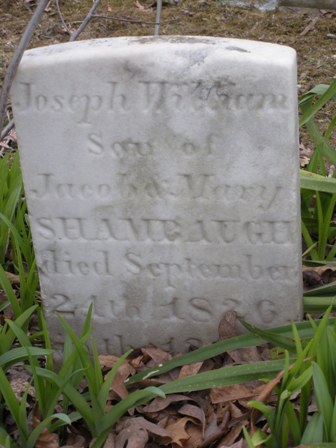 Joseph William
Son of
Jacob & Mary
SHAMBAUGH
died September
24th 1836